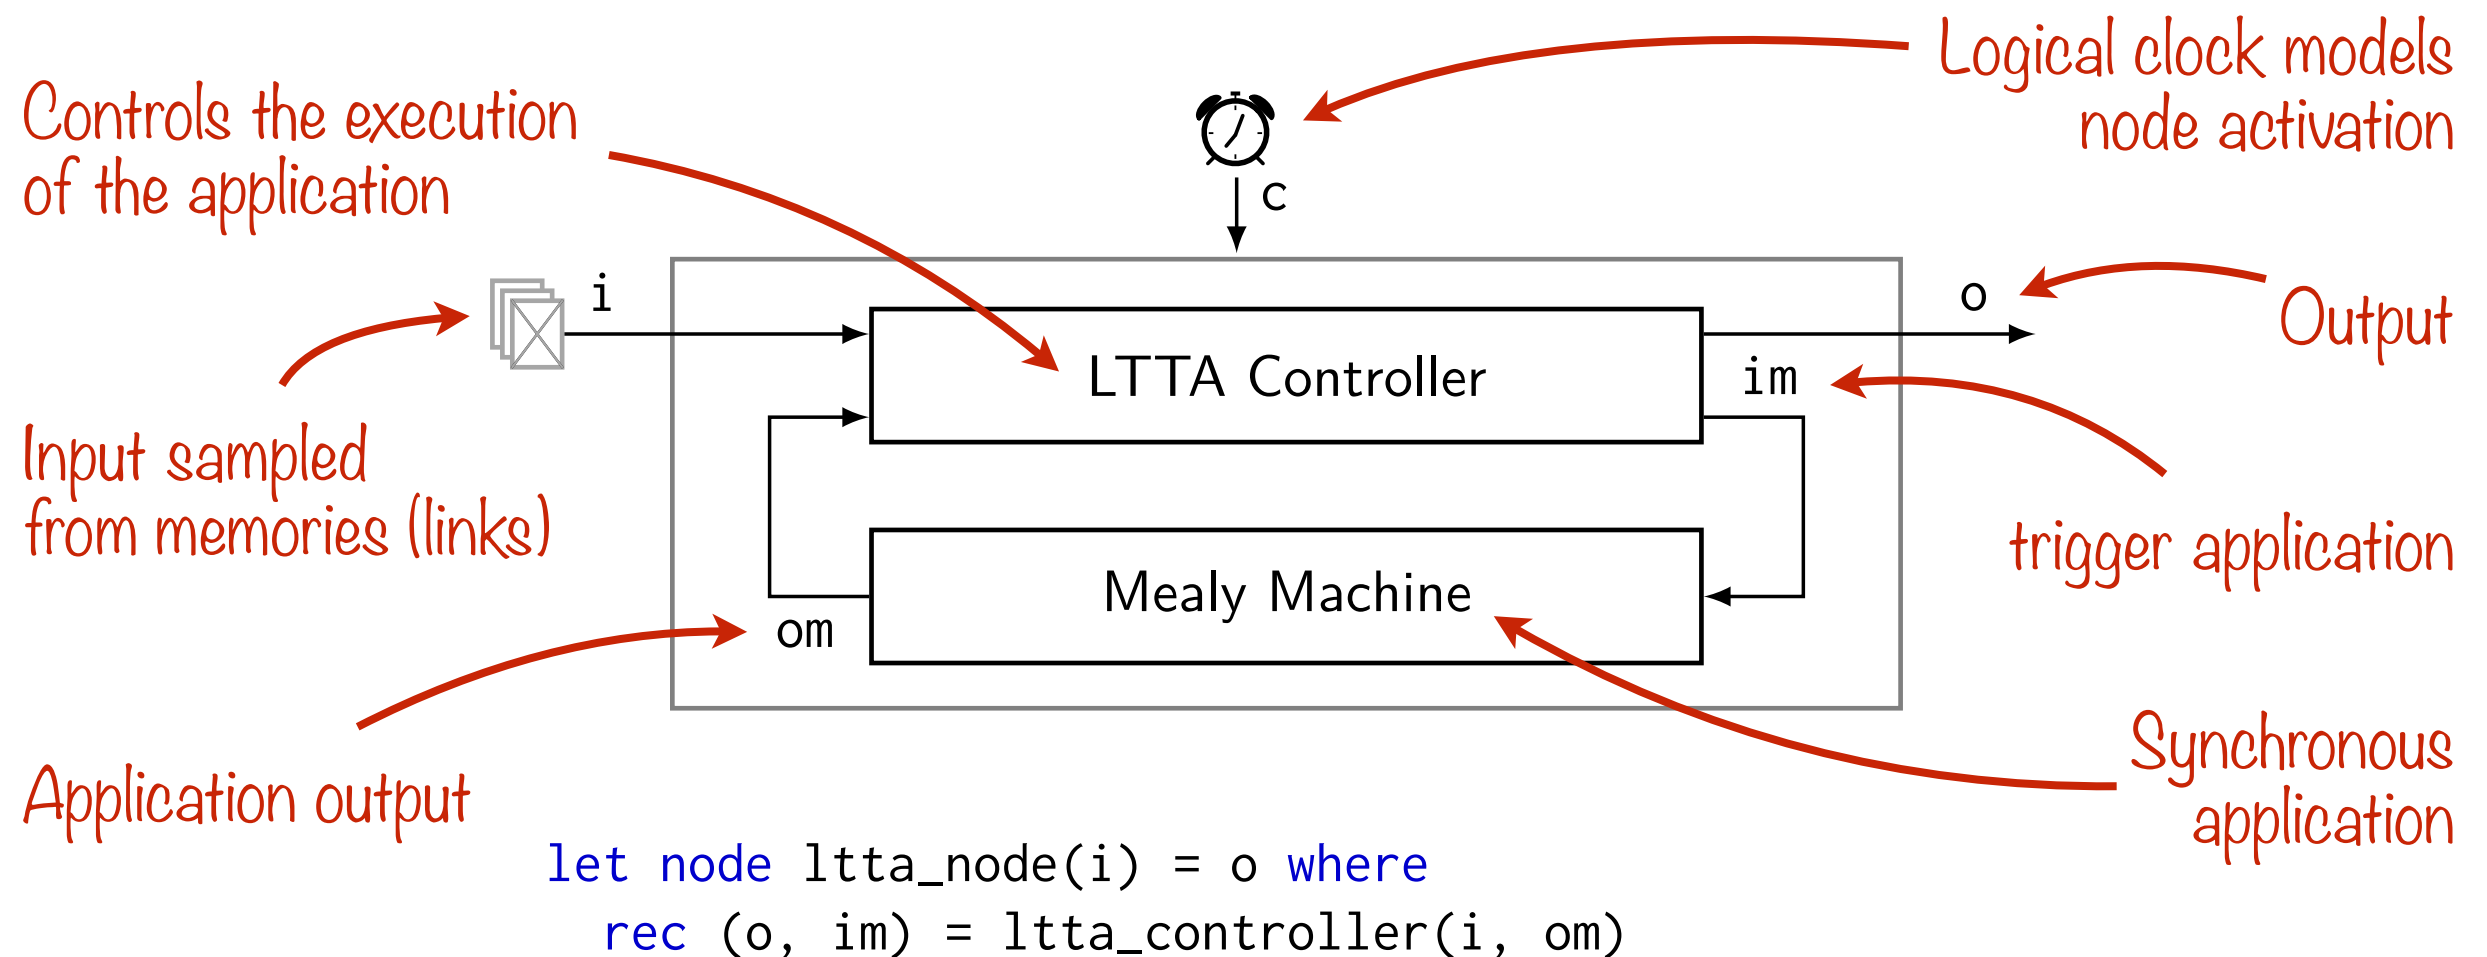 Logical clock models
node activation
Controls the execution
of the application
c
i
o
Output
LTTA Controller
im
Input sampled
from memories (links)
trigger application
Mealy Machine
om
Synchronous
application
Application output
let node ltta_node(i) = o where
rec (o, im) = ltta_controller(i, om)